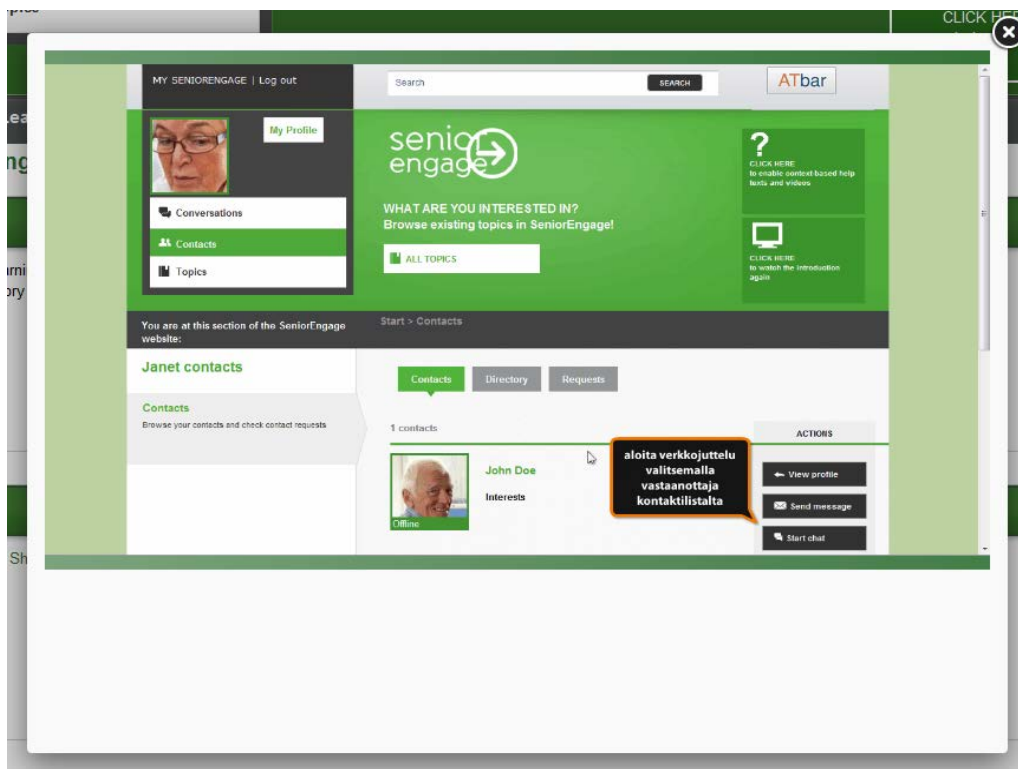 CLICK HERE
MY SENIORENGAGE | Log out
Search
SEARCH
ATbar
My Profile
senior
engage
Conversations
Contacts
Topics
WHAT ARE YOU INTERESTED IN?
Browse existing topics in SeniorEngage!
ALL TOPICS
?
CLICK HERE
to enable context based help
texts and videos
CLICK HERE
to watch the introduction
again
You are at this section of the SeniorEngage
website:
Start > Contacts
Janet contacts
Contacts
Browse your contacts and check contact requests
Contacts Directory Requests
1 contacts
ACTIONS
John Doe
Interests
Offline
aloita verkkojuttelu
valitsemalla
vastaanottaja
kontaktilistalta
View profile
Send message
Start chat
Sh